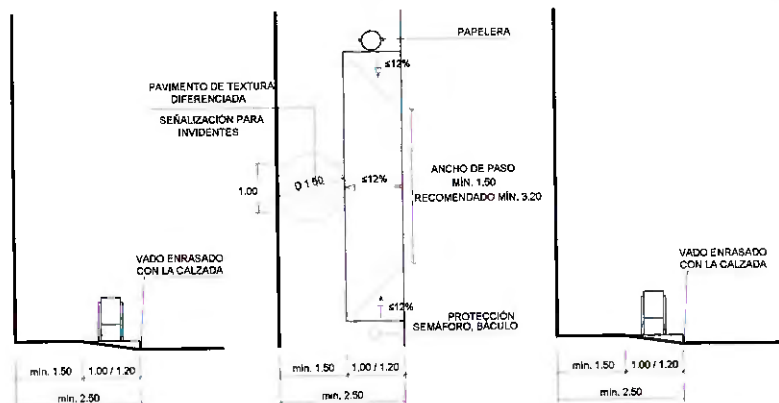 PAPELERA
≤12%
PAVIMENTO DE TEXTURA
DIFERENCIADA
SEÑALIZACIÓN PARA
INVIDENTES
1.00
D 1.50
≤12%
ANCHO DE PASO
MÍN. 1.50
RECOMENDADO MÍN. 3.20
VADO ENRASADO
CON LA CALZADA
≤12%
PROTECCIÓN
SEMÁFORO, BÁCULO
VADO ENRASADO
CON LA CALZADA
min. 1.50
1.00 / 1.20
min. 2.50
min. 1.50
1.00 / 1.20
min. 2.50
min. 1.50
1.00 / 1.20
min. 2.50